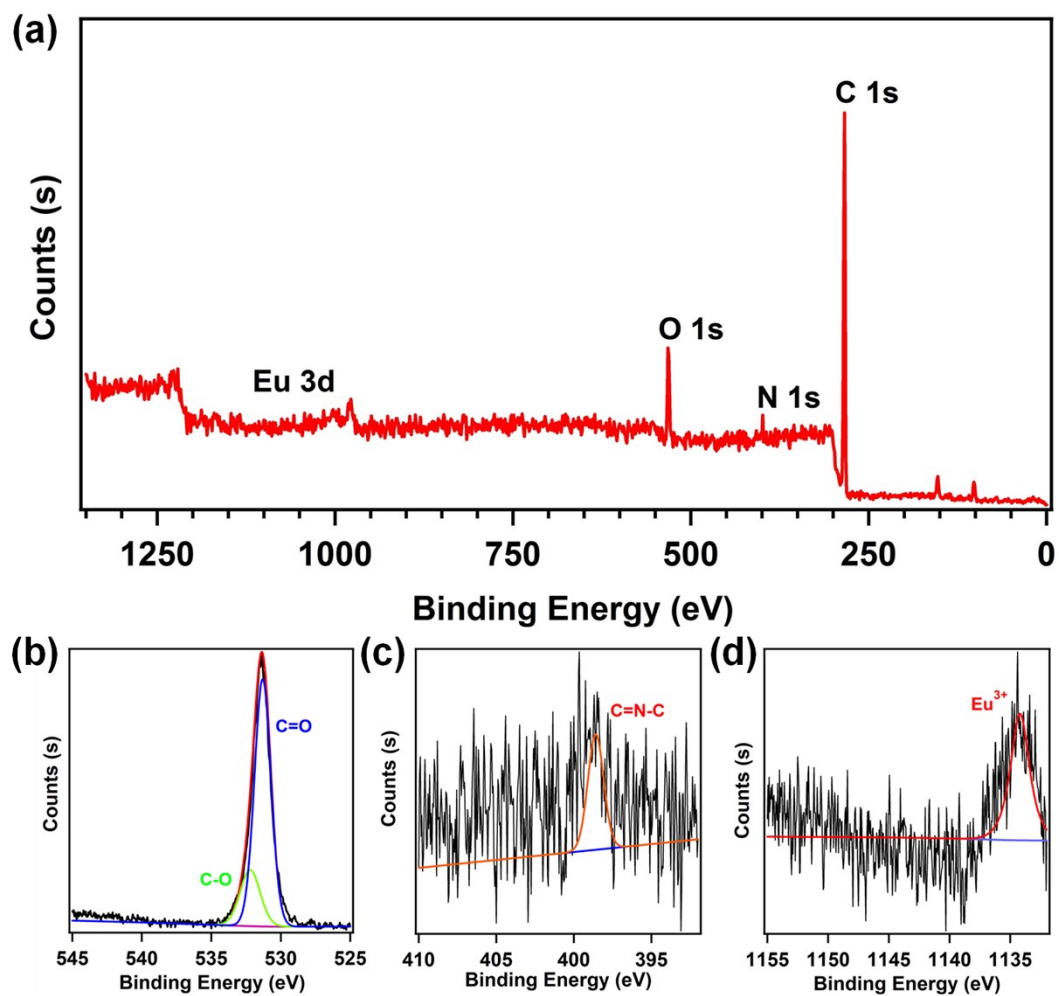 (a)
Counts (s)
C 1s
O 1s
N 1s
Eu 3d
1250 1000 750 500 250 0
Binding Energy (eV)
(b)
Counts (s)
C=O
C-O
545 540 535 530 525
Binding Energy (eV)
(c)
Counts (s)
C=N-C
410 405 400 395
Binding Energy (eV)
(d)
Counts (s)
Eu³⁺
1155 1150 1145 1140 1135
Binding Energy (eV)